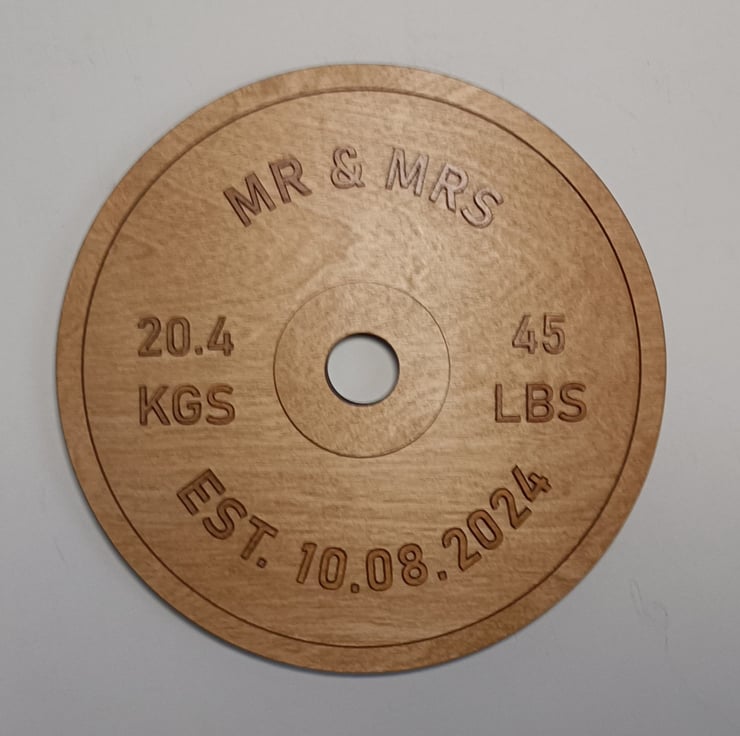 MR & MRS
20.4
KGS
45
LBS
EST. 10.08.2024